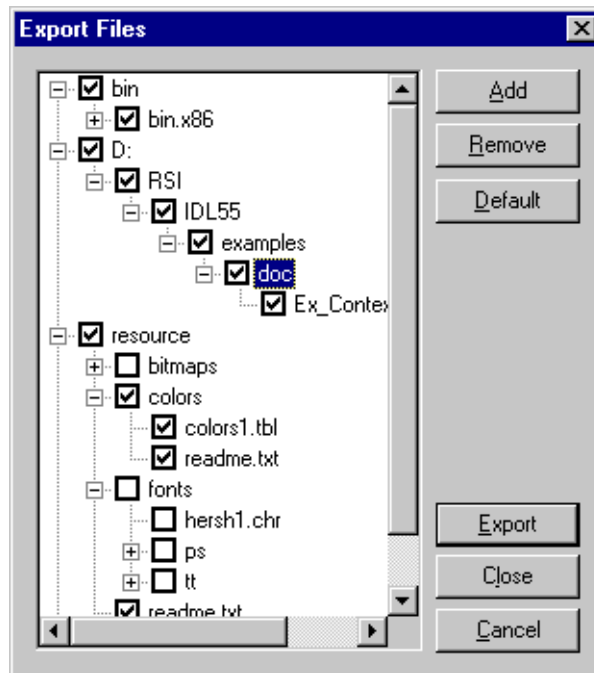 Export Files
bin
bin.x86
D:
RSI
IDL55
examples
doc
Ex_Contex
resource
bitmaps
colors
colors1.tbl
readme.txt
fonts
hersh1.chr
ps
tt
readme.txt
Add
Remove
Default
Export
Close
Cancel